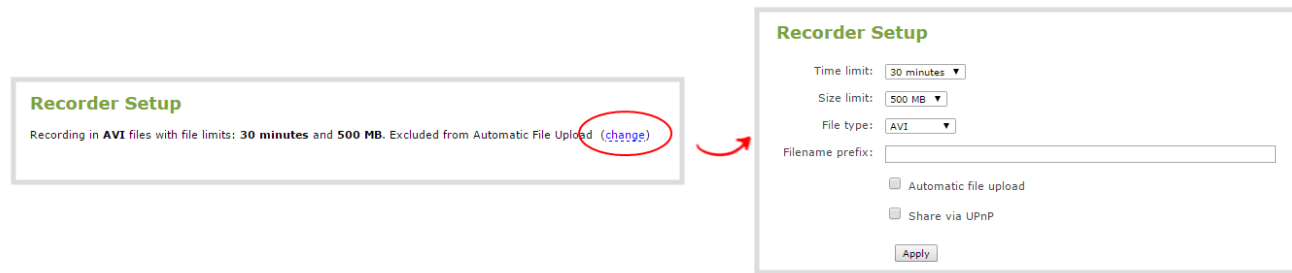 Recorder Setup
Recording in AVI files with file limits: 30 minutes and 500 MB. Excluded from Automatic File Upload (change)
Recorder Setup
Time limit: 30 minutes
Size limit: 500 MB
File type: AVI
Filename prefix:
Automatic file upload
Share via UPnP
Apply